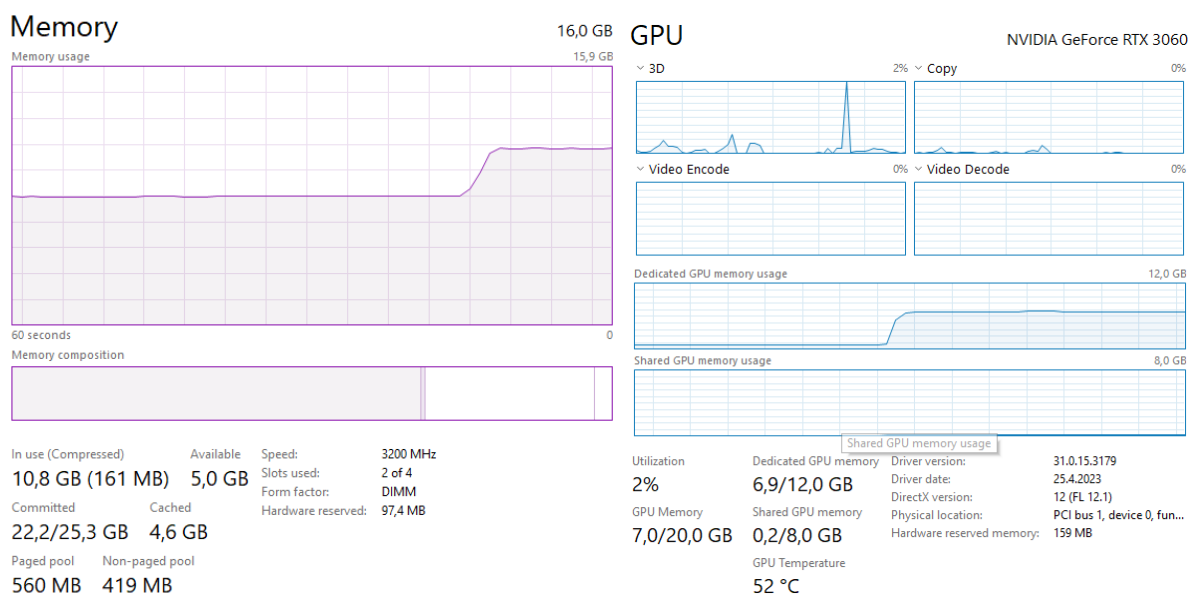 Memory
16,0 GB
Memory usage
15,9 GB
60 seconds
0
Memory composition
In use (Compressed)
Available
10,8 GB (161 MB)
5,0 GB
Committed
Cached
22,2/25,3 GB
4,6 GB
Paged pool
Non-paged pool
560 MB
419 MB
Speed:
3200 MHz
Slots used:
2 of 4
Form factor:
DIMM
Hardware reserved:
97,4 MB
GPU
NVIDIA GeForce RTX 3060
3D
2%
Copy
0%
Video Encode
0%
Video Decode
0%
Dedicated GPU memory usage
12,0 GB
Shared GPU memory usage
8,0 GB
Shared GPU memory usage
Utilization
2%
Dedicated GPU memory
6,9/12,0 GB
GPU Memory
7,0/20,0 GB
Shared GPU memory
0,2/8,0 GB
GPU Temperature
52 °C
Driver version:
31.0.15.3179
Driver date:
25.4.2023
DirectX version:
12 (FL 12.1)
Physical location:
PCI bus 1, device 0, fun...
Hardware reserved memory:
159 MB